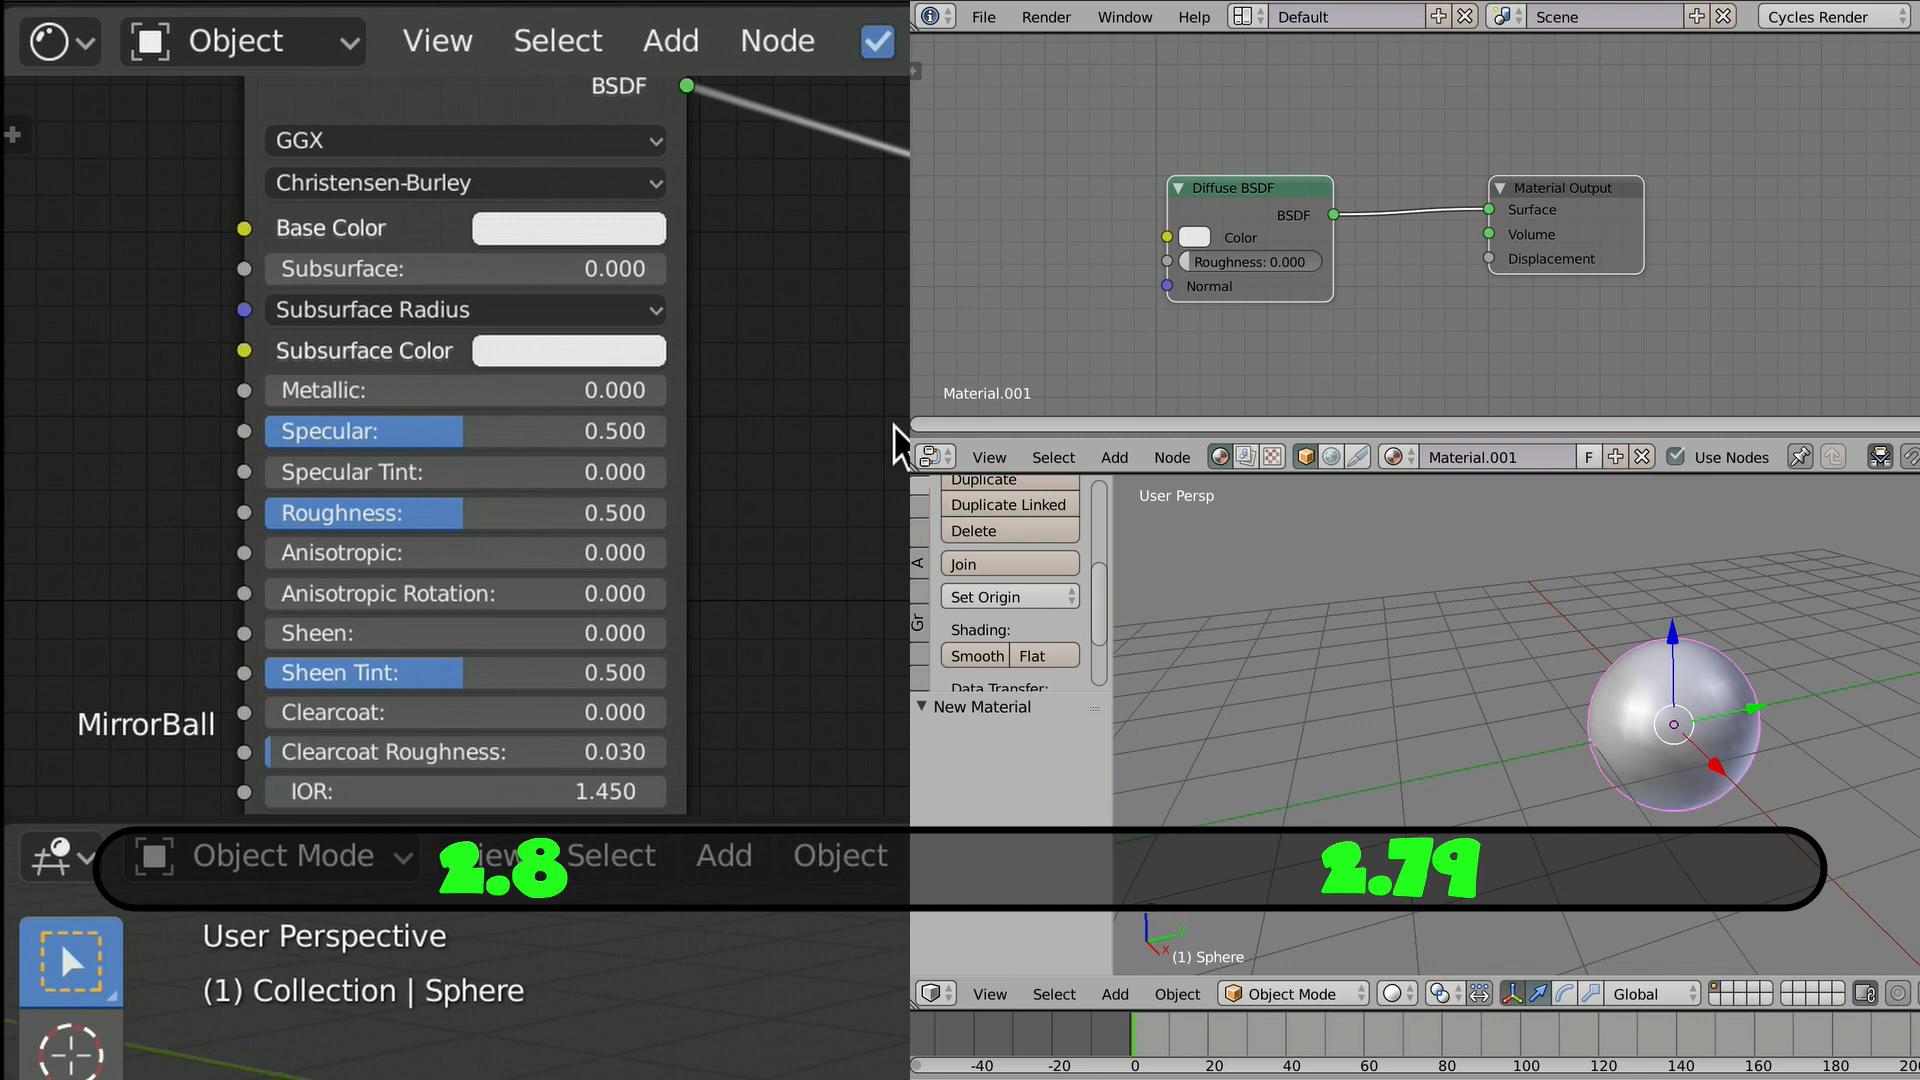 Object View Select Add Node
BSDF
GGX
Christensen-Burley
Base Color
Subsurface: 0.000
Subsurface Radius
Subsurface Color
Metallic: 0.000
Specular: 0.500
Specular Tint: 0.000
Roughness: 0.500
Anisotropic: 0.000
Anisotropic Rotation: 0.000
Sheen: 0.000
Sheen Tint: 0.500
Clearcoat: 0.000
MirrorBall
Clearcoat Roughness: 0.030
IOR: 1.450
Object Mode View Select Add Object
2.8
User Perspective
(1) Collection | Sphere
File Render Window Help Default Scene Cycles Render
Diffuse BSDF
BSDF
Color
Roughness: 0.000
Normal
Material Output
Surface
Volume
Displacement
Material.001
View Select Add Node Material.001 F Use Nodes
Duplicate
Duplicate Linked
Delete
Join
Set Origin
Shading:
Smooth Flat
Data Transfer:
A
Gr
New Material
User Persp
2.79
y
x
(1) Sphere
View Select Add Object Object Mode Global
-40 -20 0 20 40 60 80 100 120 140 160 180